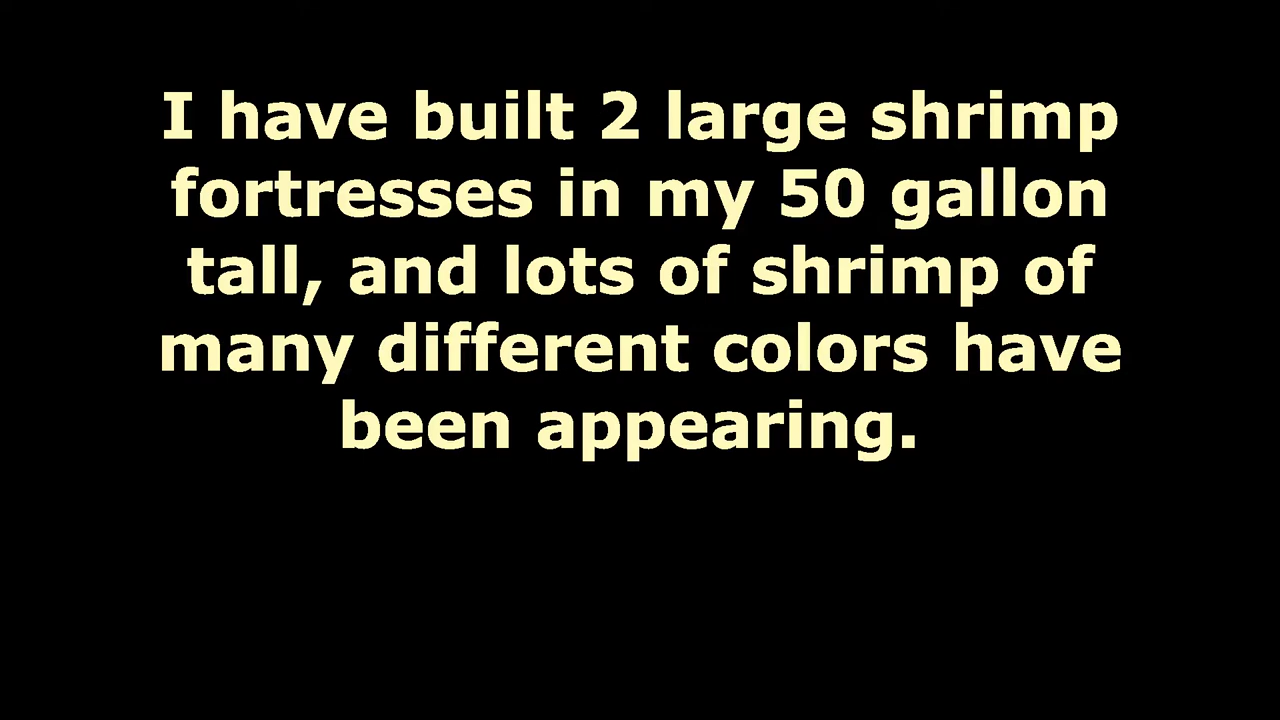 I have built 2 large shrimp
fortresses in my 50 gallon
tall, and lots of shrimp of
many different colors have
been appearing.